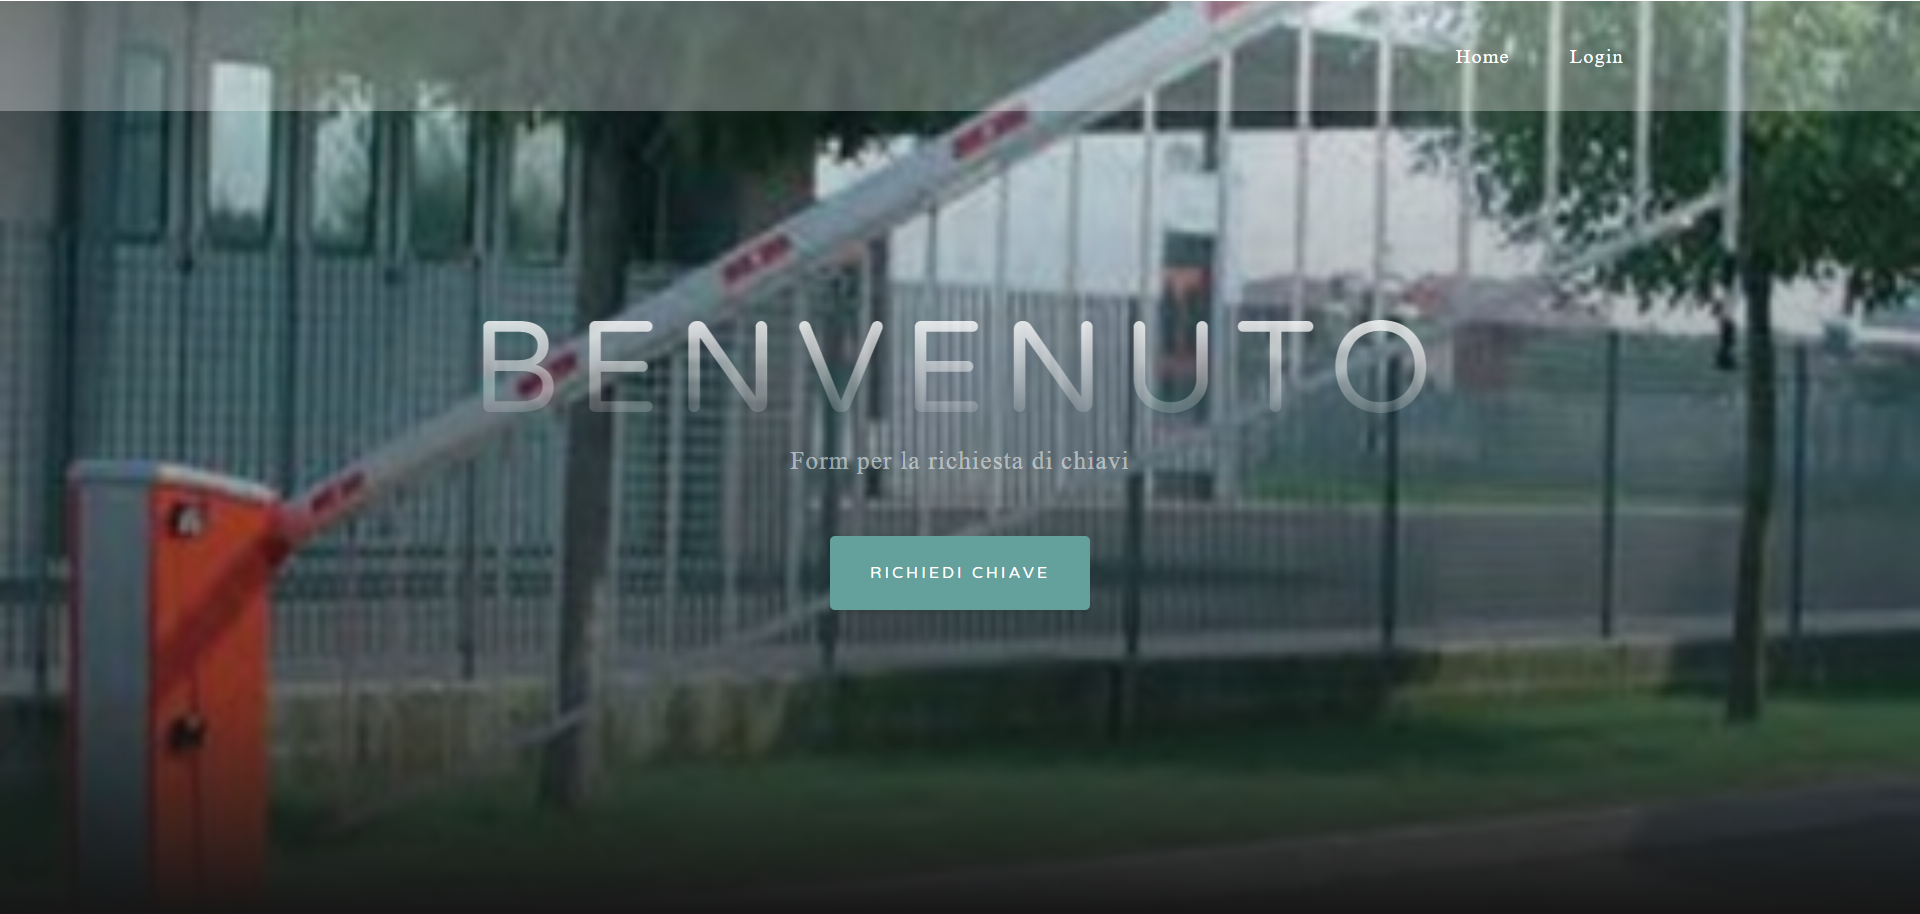 Home
Login
BENVENUTO
Form per la richiesta di chiavi
RICHIEDI CHIAVE